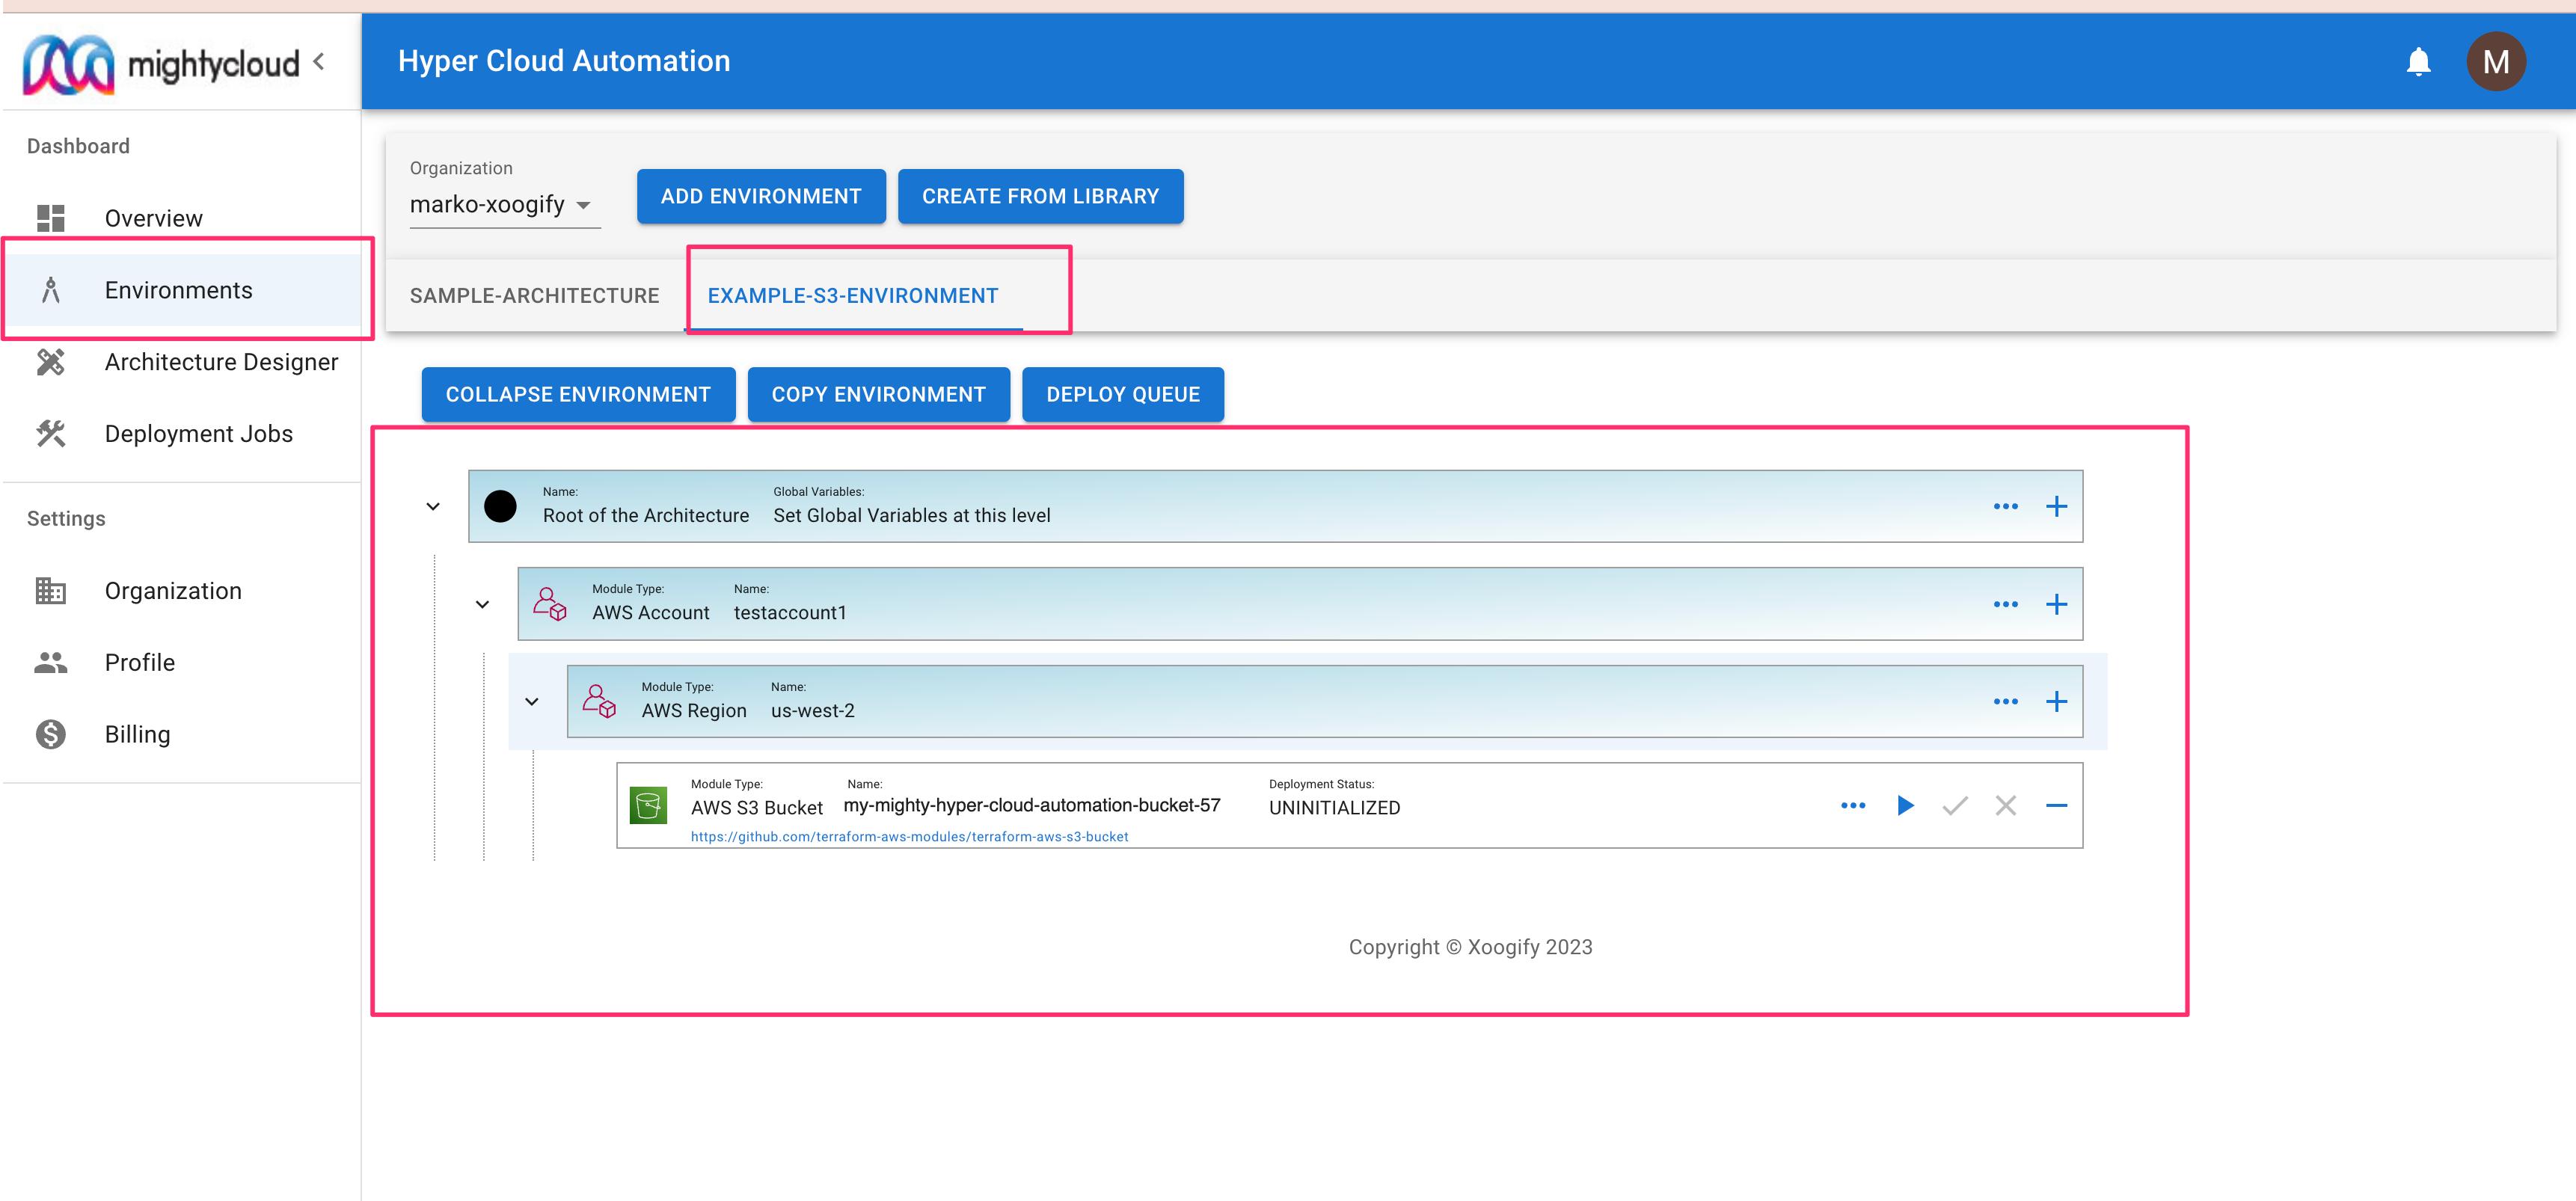 mightycloud
Hyper Cloud Automation
M
Dashboard
Overview
Environments
Architecture Designer
Deployment Jobs
Settings
Organization
Profile
Billing
Organization
marko-xoogify
ADD ENVIRONMENT
CREATE FROM LIBRARY
SAMPLE-ARCHITECTURE
EXAMPLE-S3-ENVIRONMENT
COLLAPSE ENVIRONMENT
COPY ENVIRONMENT
DEPLOY QUEUE
Name: Global Variables:
Root of the Architecture Set Global Variables at this level
Module Type: Name:
AWS Account testaccount1
Module Type: Name:
AWS Region us-west-2
Module Type: Name: Deployment Status:
AWS S3 Bucket my-mighty-hyper-cloud-automation-bucket-57 UNINITIALIZED
https://github.com/terraform-aws-modules/terraform-aws-s3-bucket
Copyright © Xoogify 2023